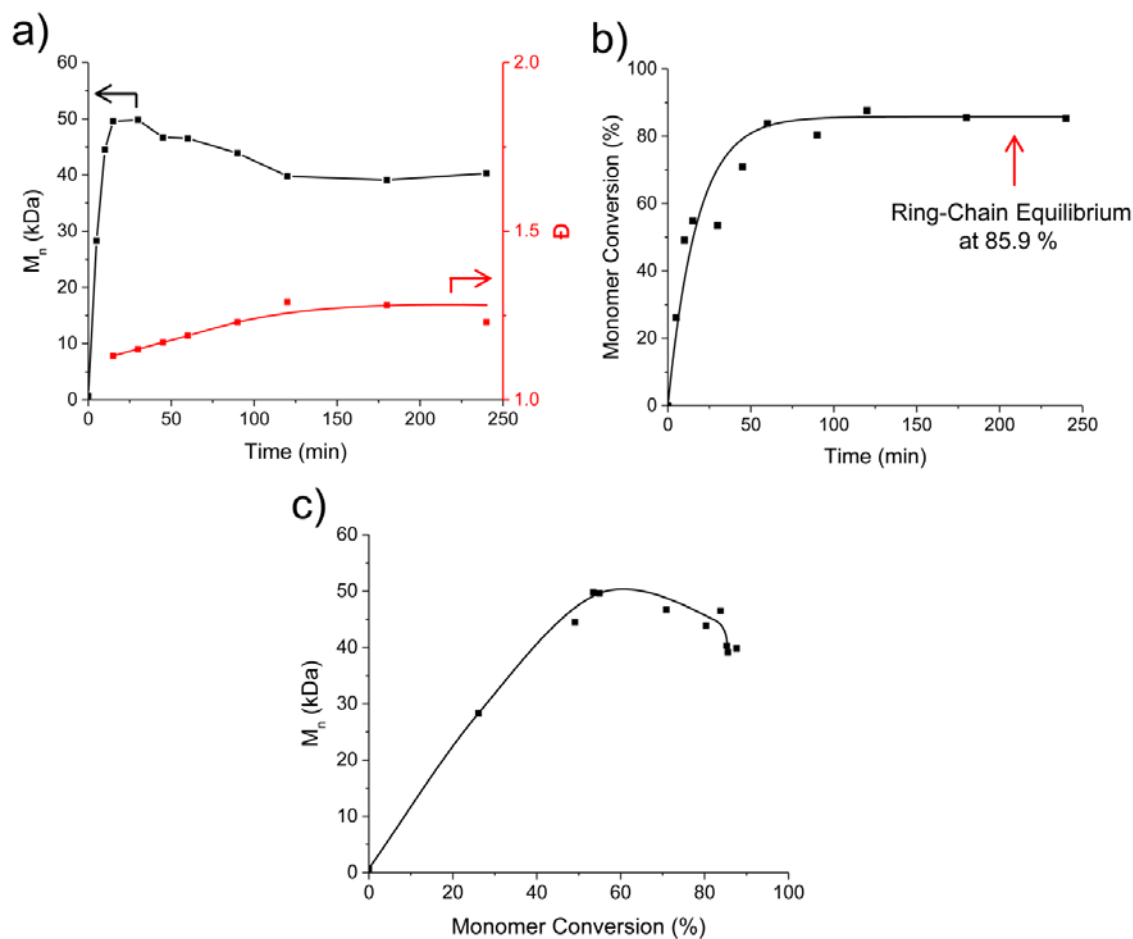 a)
60
50
40
30
20
10
0
Mn (kDa)
2.0
1.5
1.0
Đ
0 50 100 150 200 250
Time (min)
b)
100
80
60
40
20
0
Monomer Conversion (%)
Ring-Chain Equilibrium
at 85.9 %
0 50 100 150 200 250
Time (min)
c)
60
50
40
30
20
10
0
Mn (kDa)
0 20 40 60 80 100
Monomer Conversion (%)